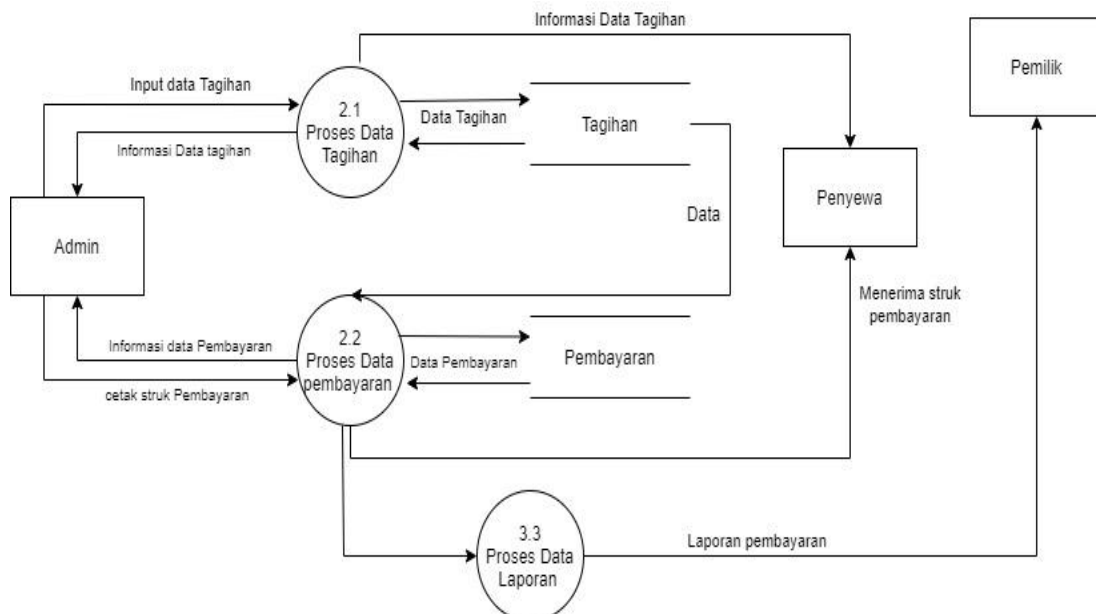 Informasi Data Tagihan
Pemilik
Input data Tagihan
2.1
Proses Data
Tagihan
Data Tagihan
Tagihan
Informasi Data tagihan
Penyewa
Data
Admin
Menerima struk
pembayaran
2.2
Proses Data
pembayaran
Informasi data Pembayaran
Data Pembayaran
Pembayaran
cetak struk Pembayaran
3.3
Proses Data
Laporan
Laporan pembayaran